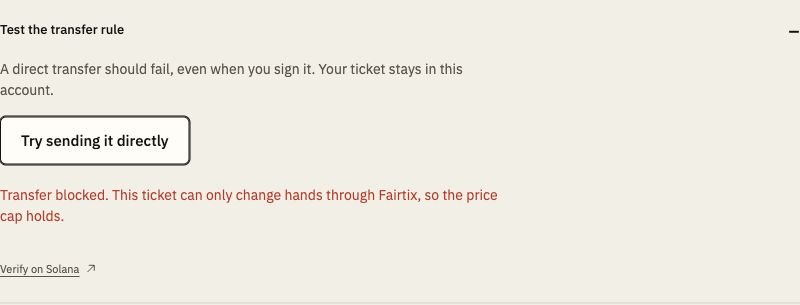 Test the transfer rule
A direct transfer should fail, even when you sign it. Your ticket stays in this
account.
Try sending it directly
Transfer blocked. This ticket can only change hands through Fairtix, so the price
cap holds.
Verify on Solana